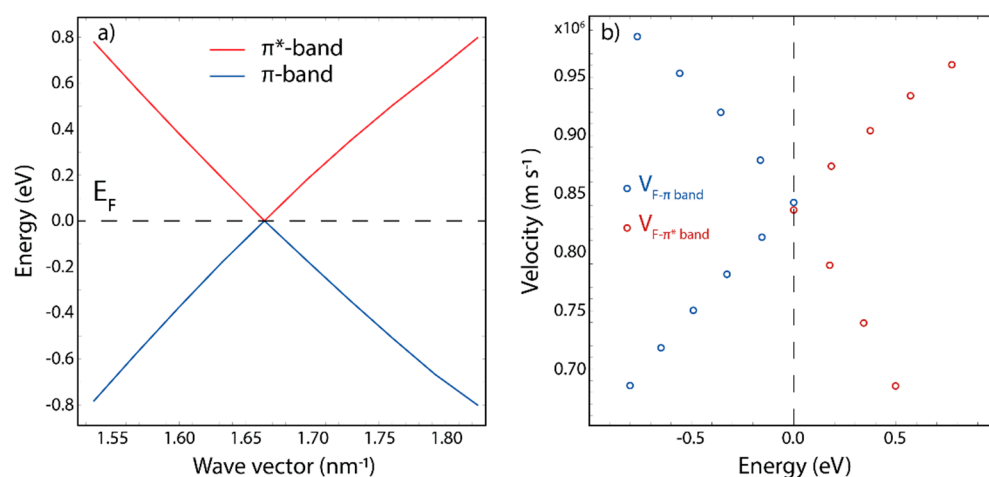 a)
π*-band
π-band
0.8
0.6
0.4
0.2
0.0
-0.2
-0.4
-0.6
-0.8
E_F
Energy (eV)
1.55 1.60 1.65 1.70 1.75 1.80
Wave vector (nm⁻¹)
b)
x10⁶
0.95
0.90
0.85
0.80
0.75
0.70
Velocity (m s⁻¹)
V_F-π band
V_F-π* band
-0.5 0.0 0.5
Energy (eV)